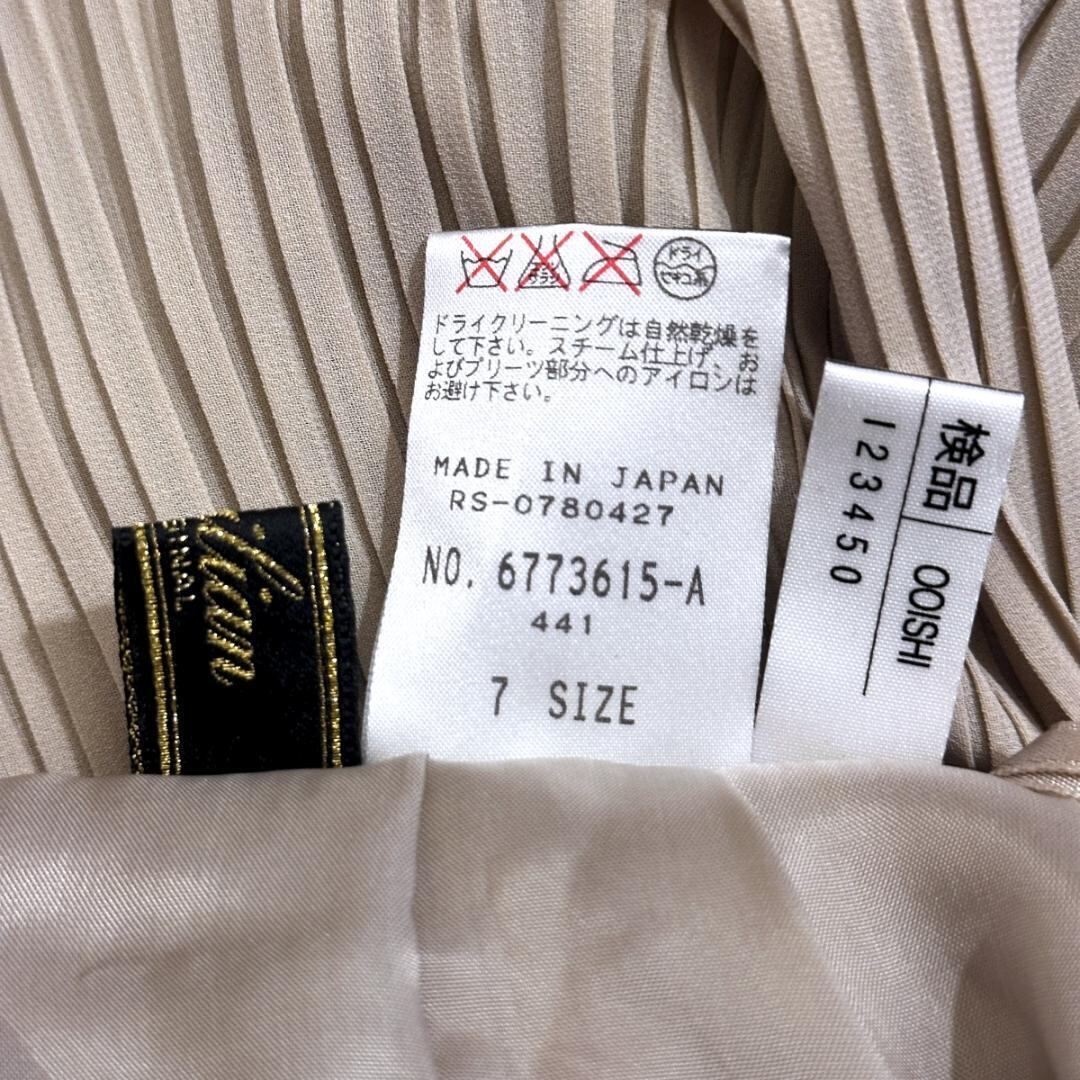 ドライ
セキユ系
ドライクリーニングは自然乾燥を
して下さい。スチーム仕上げ、お
よびプリーツ部分へのアイロンは
お避け下さい。
MADE IN JAPAN
RS-0780427
NO. 6773615-A
441
7 SIZE
検品 OOISHI
123450
lian